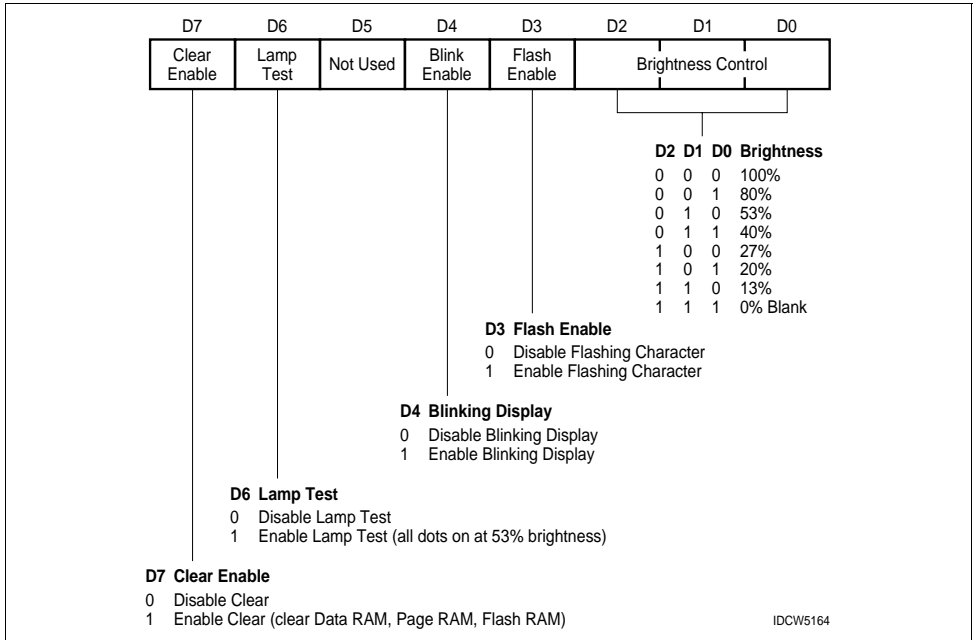 D7 D6 D5 D4 D3 D2 D1 D0
Clear Enable Lamp Test Not Used Blink Enable Flash Enable Brightness Control
D2 D1 D0 Brightness
0 0 0 100%
0 0 1 80%
0 1 0 53%
0 1 1 40%
1 0 0 27%
1 0 1 20%
1 1 0 13%
1 1 1 0% Blank
D3 Flash Enable
0 Disable Flashing Character
1 Enable Flashing Character
D4 Blinking Display
0 Disable Blinking Display
1 Enable Blinking Display
D6 Lamp Test
0 Disable Lamp Test
1 Enable Lamp Test (all dots on at 53% brightness)
D7 Clear Enable
0 Disable Clear
1 Enable Clear (clear Data RAM, Page RAM, Flash RAM)
IDCW5164